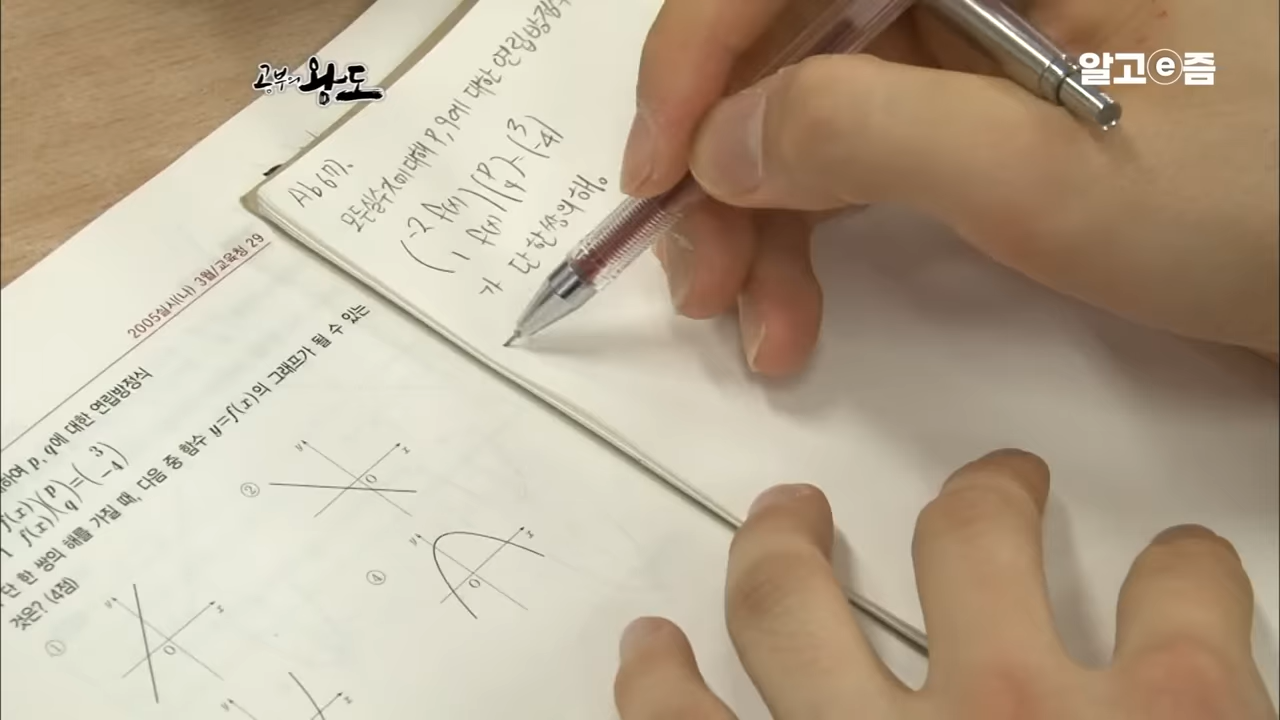 공부의 왕도
알고e즘
Ab(17).
모든 실수 x에 대해 P, q에 대한 연립방정식
(-2 f(x)
1 f(x))(P
q)=(3
-4)
가 단 한 쌍의 해.
2005실시(나) 3월/교육청 29
하여 p, q에 대한 연립방정식
f(x)
1 f(x))(p
q)=(3
-4)
단 한 쌍의 해를 가질 때, 다음 중 함수 y=f(x)의 그래프가 될 수 있는
것은? (4점)
①
y
x
O
②
y
x
O
④
y
x
O
y
x